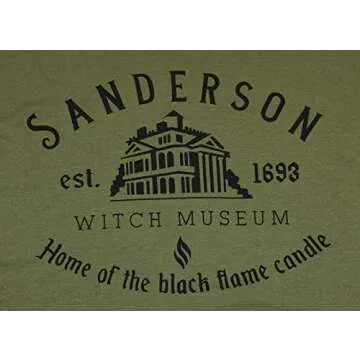 SANDERSON
est. 1693
WITCH MUSEUM
Home of the black flame candle